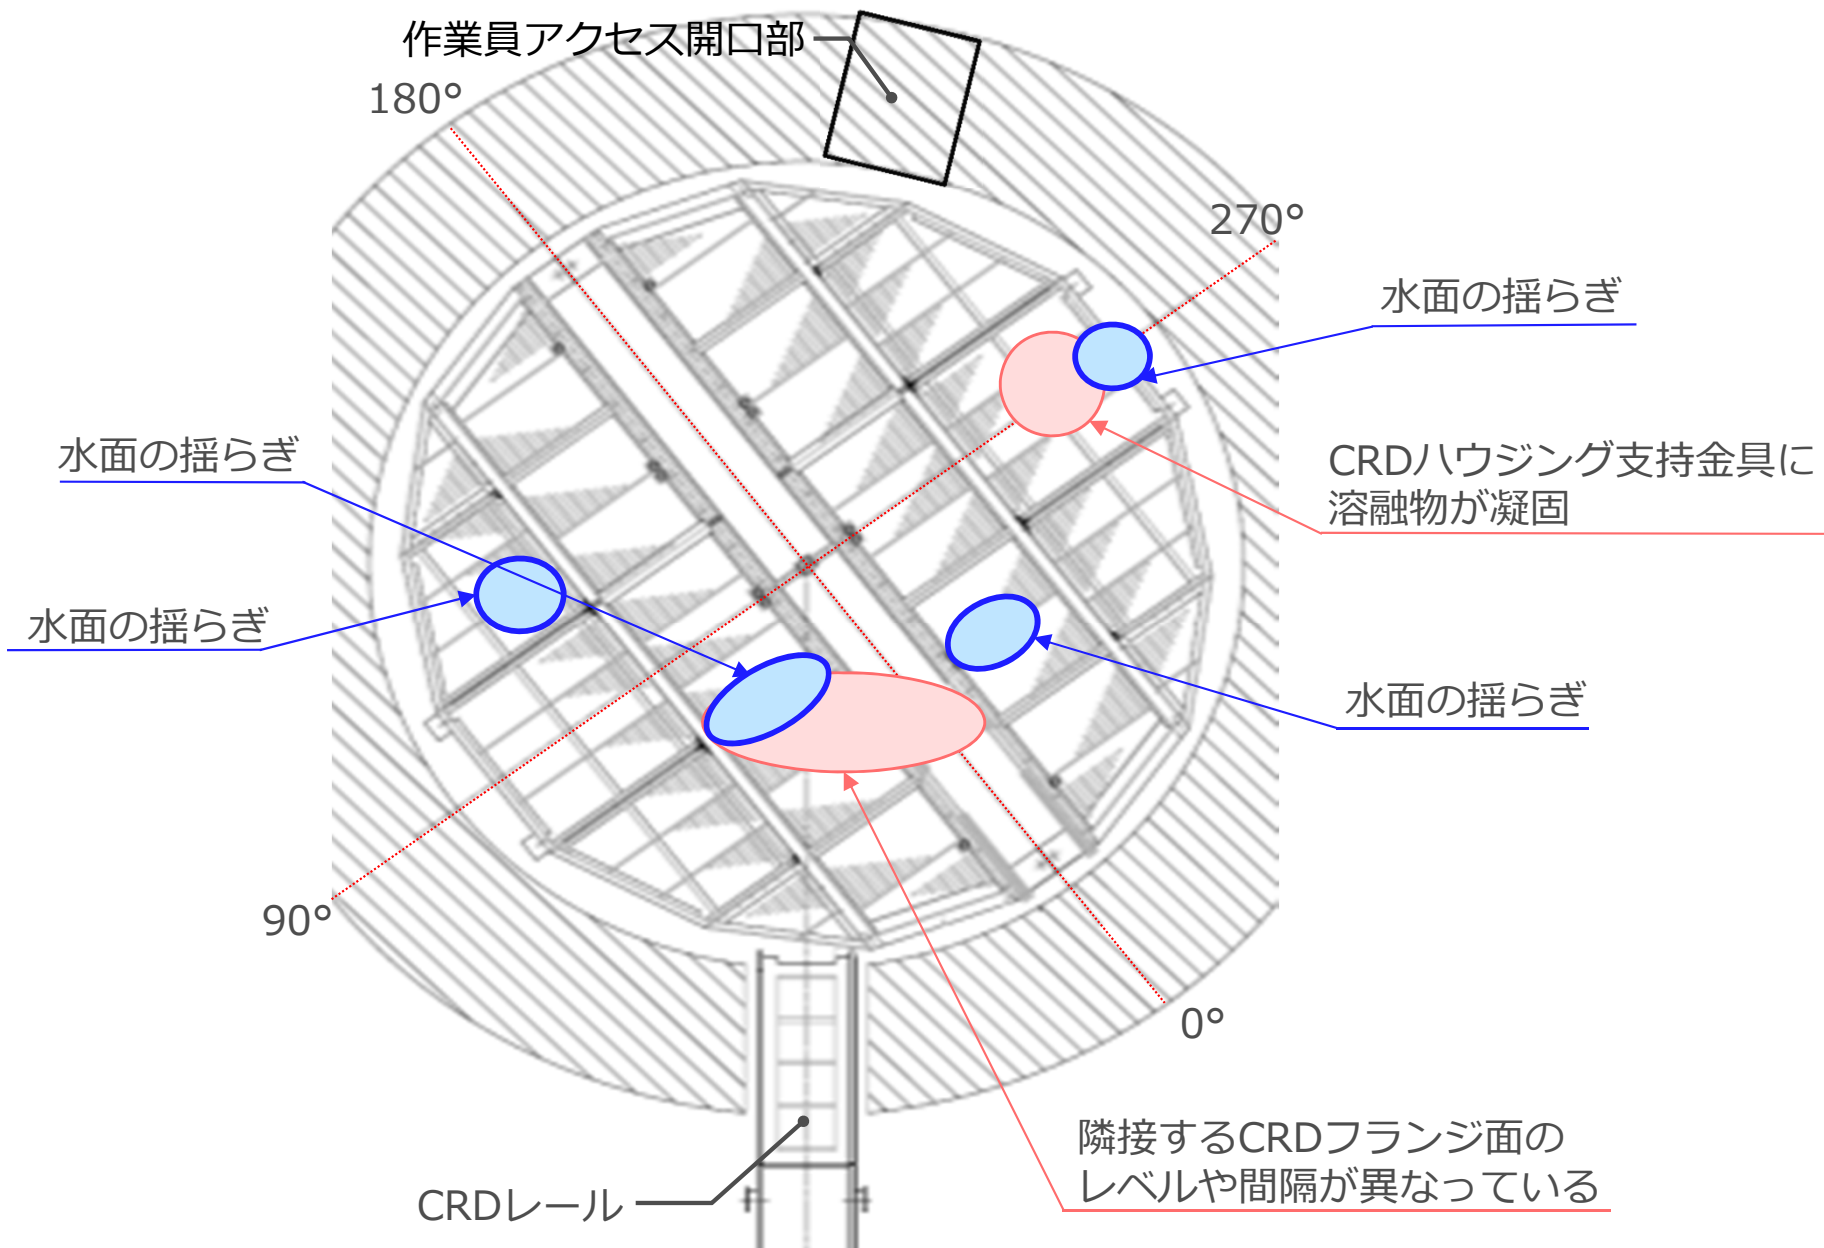 作業員アクセス開口部
180°
270°
水面の揺らぎ
水面の揺らぎ
CRDハウジング支持金具に
溶融物が凝固
水面の揺らぎ
水面の揺らぎ
90°
0°
隣接するCRDフランジ面の
レベルや間隔が異なっている
CRDレール